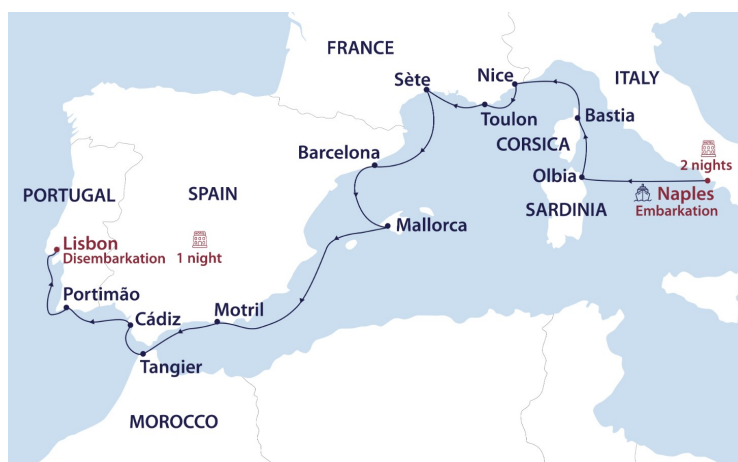 FRANCE
Sète
Nice
ITALY
Toulon
Bastia
CORSICA
Barcelona
2 nights
Olbia
PORTUGAL
SPAIN
Naples
Embarkation
SARDINIA
Mallorca
Lisbon
Disembarkation
1 night
Portimão
Motril
Cádiz
Tangier
MOROCCO